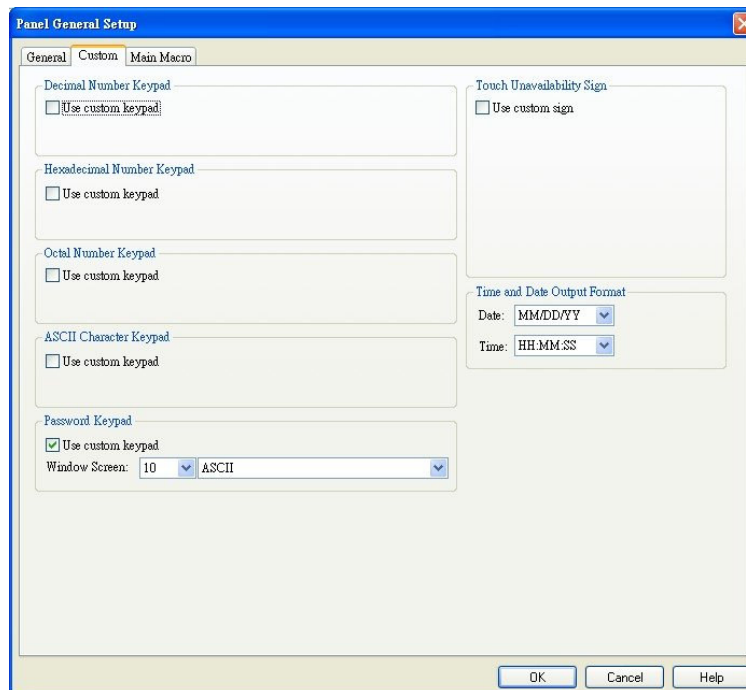 Panel General Setup
General Custom Main Macro
Decimal Number Keypad
Use custom keypad
Hexadecimal Number Keypad
Use custom keypad
Octal Number Keypad
Use custom keypad
ASCII Character Keypad
Use custom keypad
Password Keypad
Use custom keypad
Window Screen: 10 ASCII
Touch Unavailability Sign
Use custom sign
Time and Date Output Format
Date: MM/DD/YY
Time: HH:MM:SS
OK Cancel Help